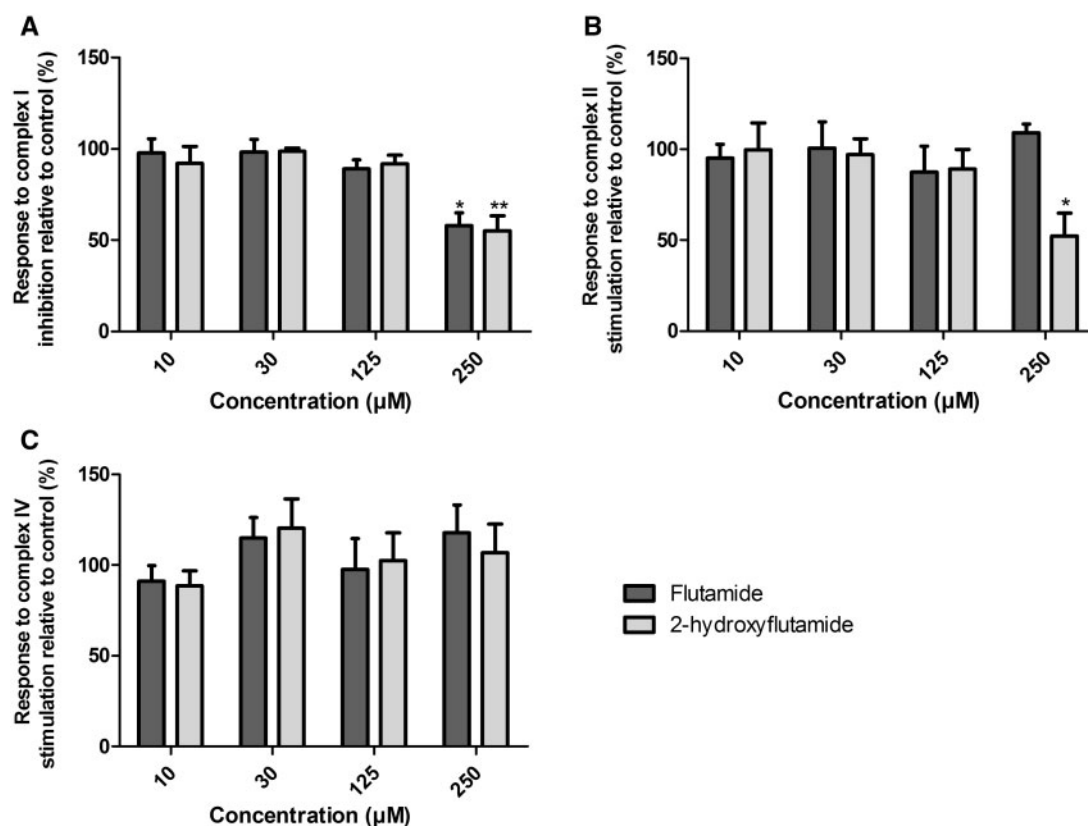 A
Response to complex I
inhibition relative to control (%)
150
100
50
0
*
**
10
30
125
250
Concentration (µM)
B
Response to complex II
stimulation relative to control (%)
150
100
50
0
*
10
30
125
250
Concentration (µM)
C
Response to complex IV
stimulation relative to control (%)
150
100
50
0
10
30
125
250
Concentration (µM)
Flutamide
2-hydroxyflutamide